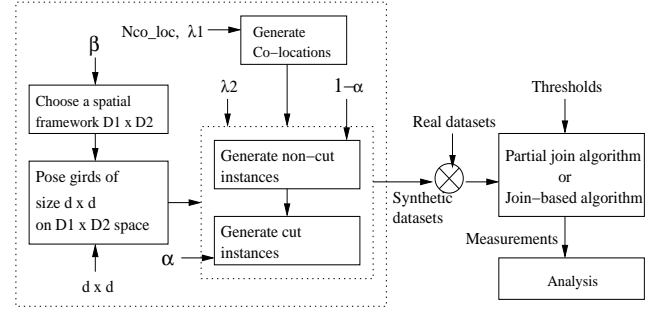 Nco_loc, λ1
Generate
Co-locations
β
λ2
1-α
Choose a spatial
framework D1 x D2
Pose girds of
size d x d
on D1 x D2 space
d x d
Generate non-cut
instances
Generate cut
instances
α
Real datasets
Synthetic
datasets
Thresholds
Partial join algorithm
or
Join-based algorithm
Measurements
Analysis